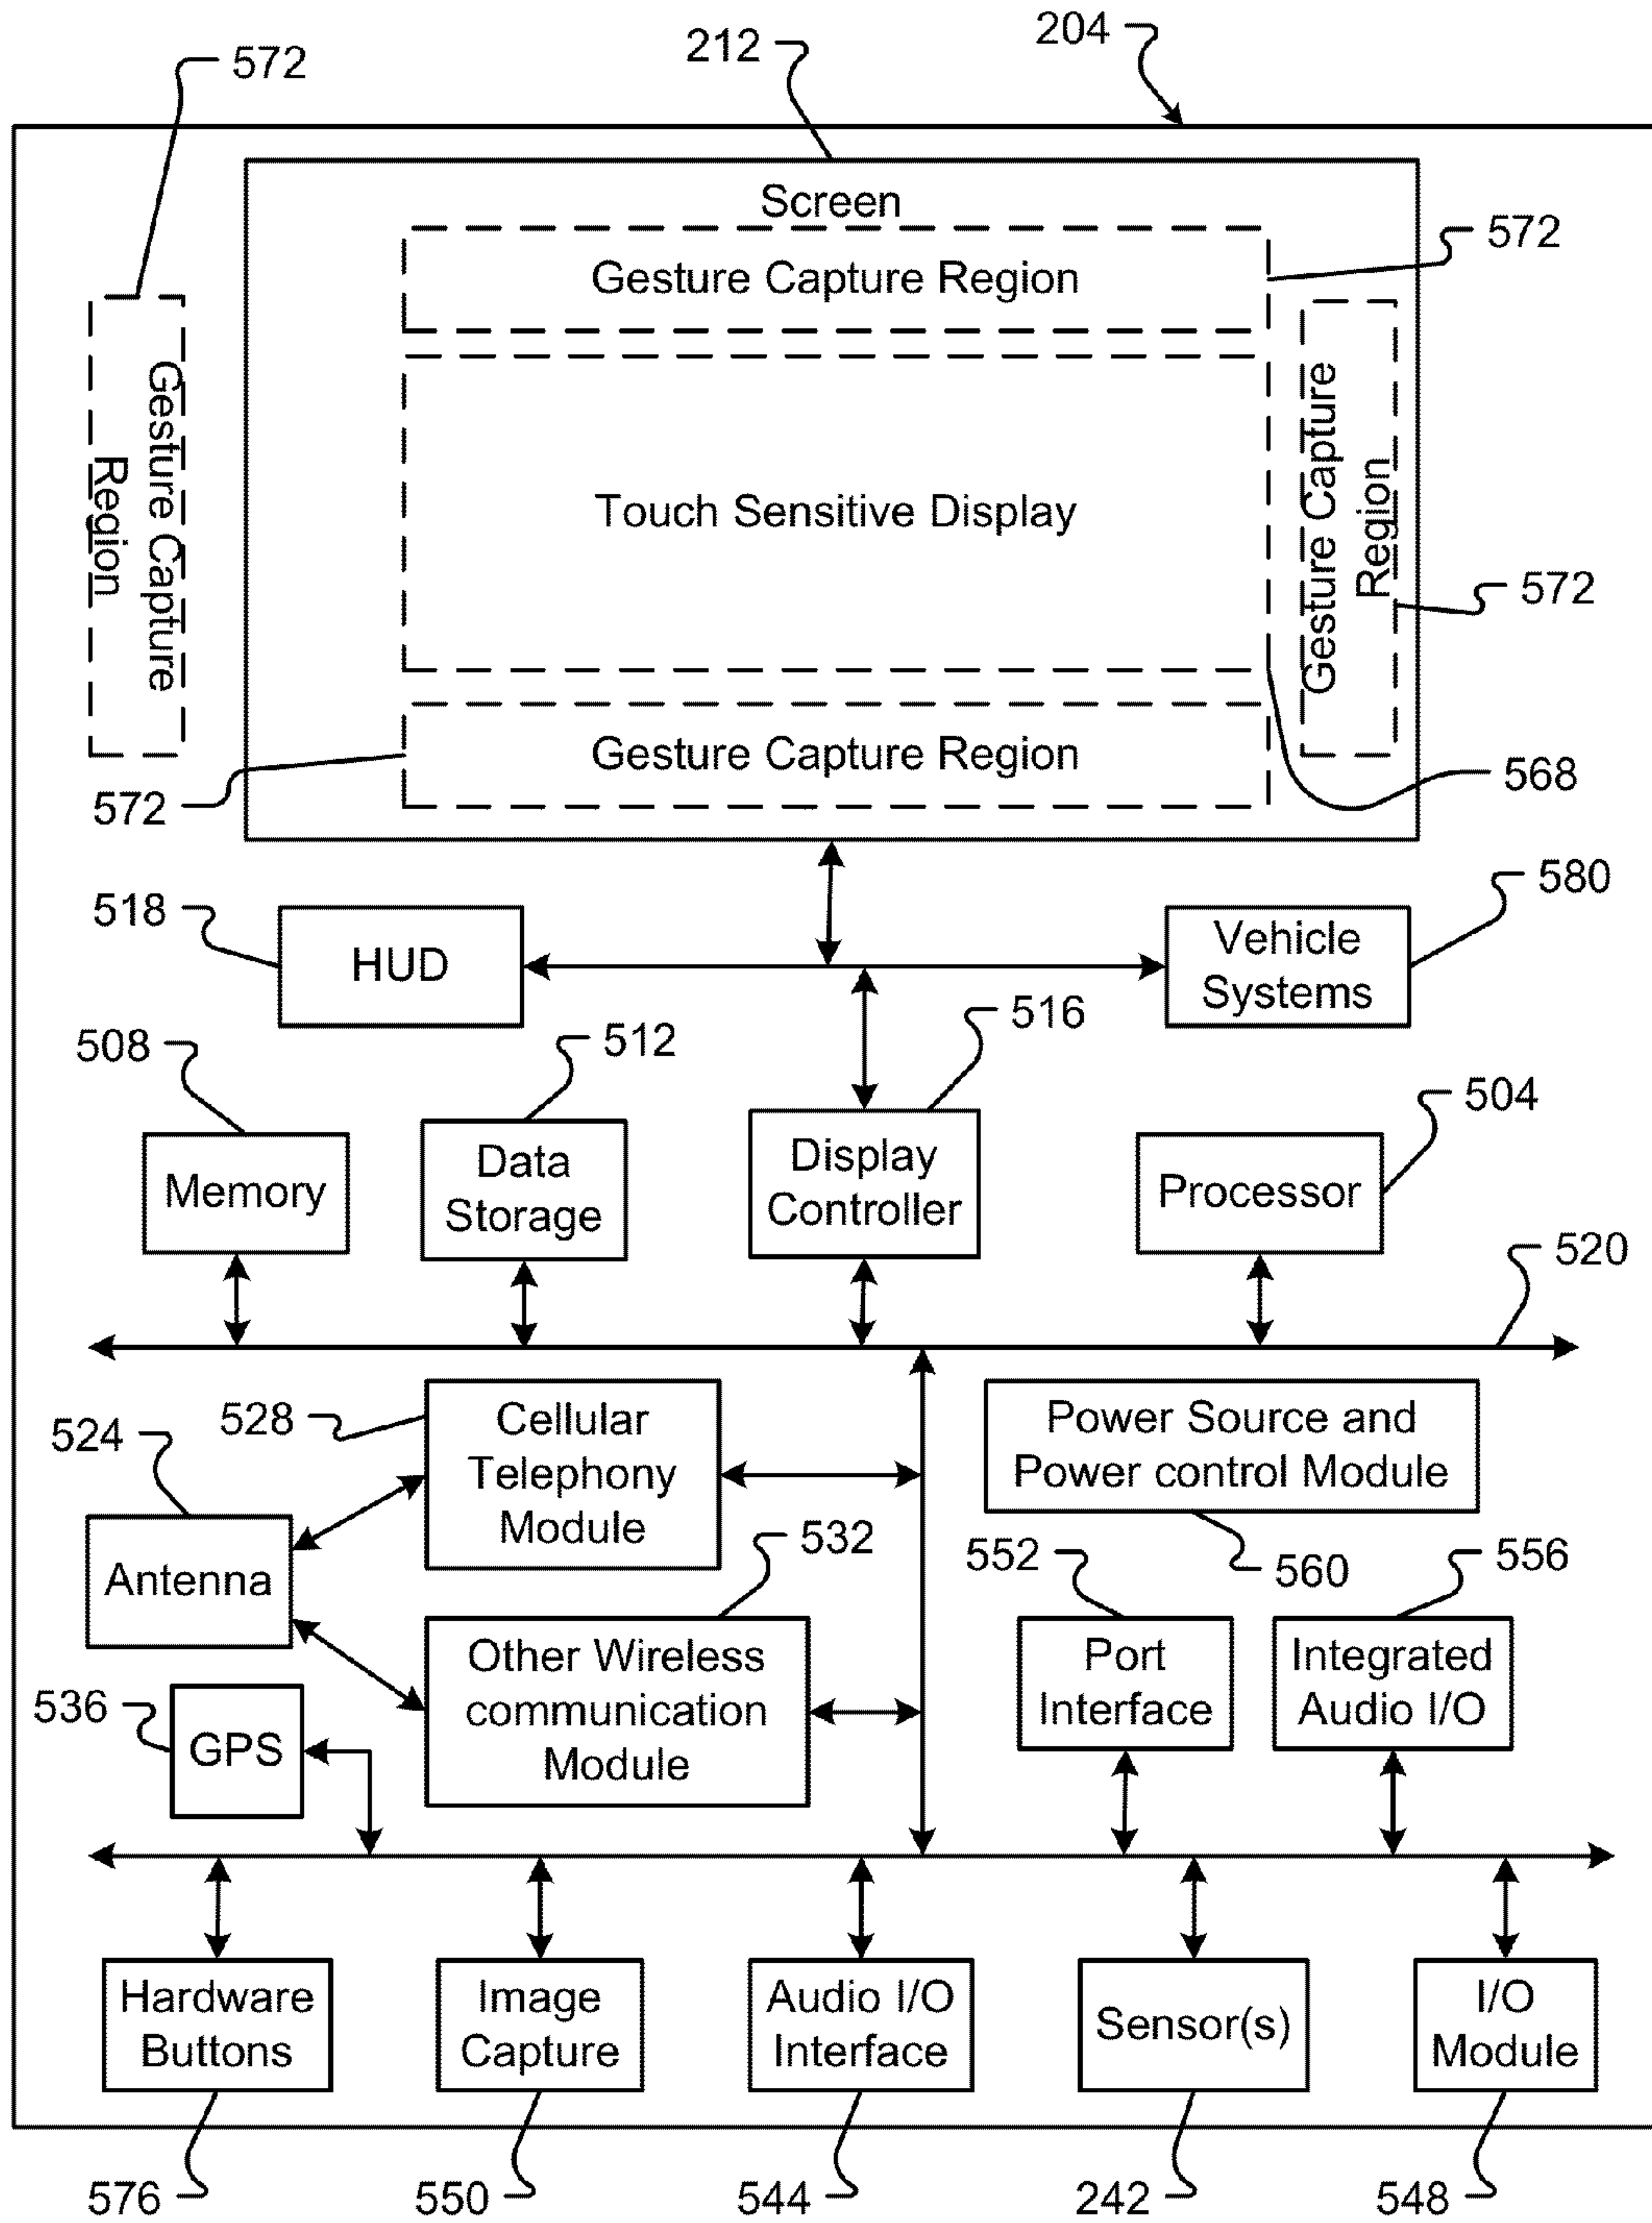 204
212
572
Screen
572
Gesture Capture Region
Gesture Capture
Region
Gesture Capture
Region
Touch Sensitive Display
572
Gesture Capture Region
568
572
580
518
HUD
Vehicle
Systems
516
512
508
504
Memory
Data
Storage
Display
Controller
Processor
520
528
Cellular
Telephony
Module
Power Source and
Power control Module
524
532
552
560
556
Antenna
Other Wireless
communication
Module
Port
Interface
Integrated
Audio I/O
536
GPS
Hardware
Buttons
Image
Capture
Audio I/O
Interface
Sensor(s)
I/O
Module
576
550
544
242
548